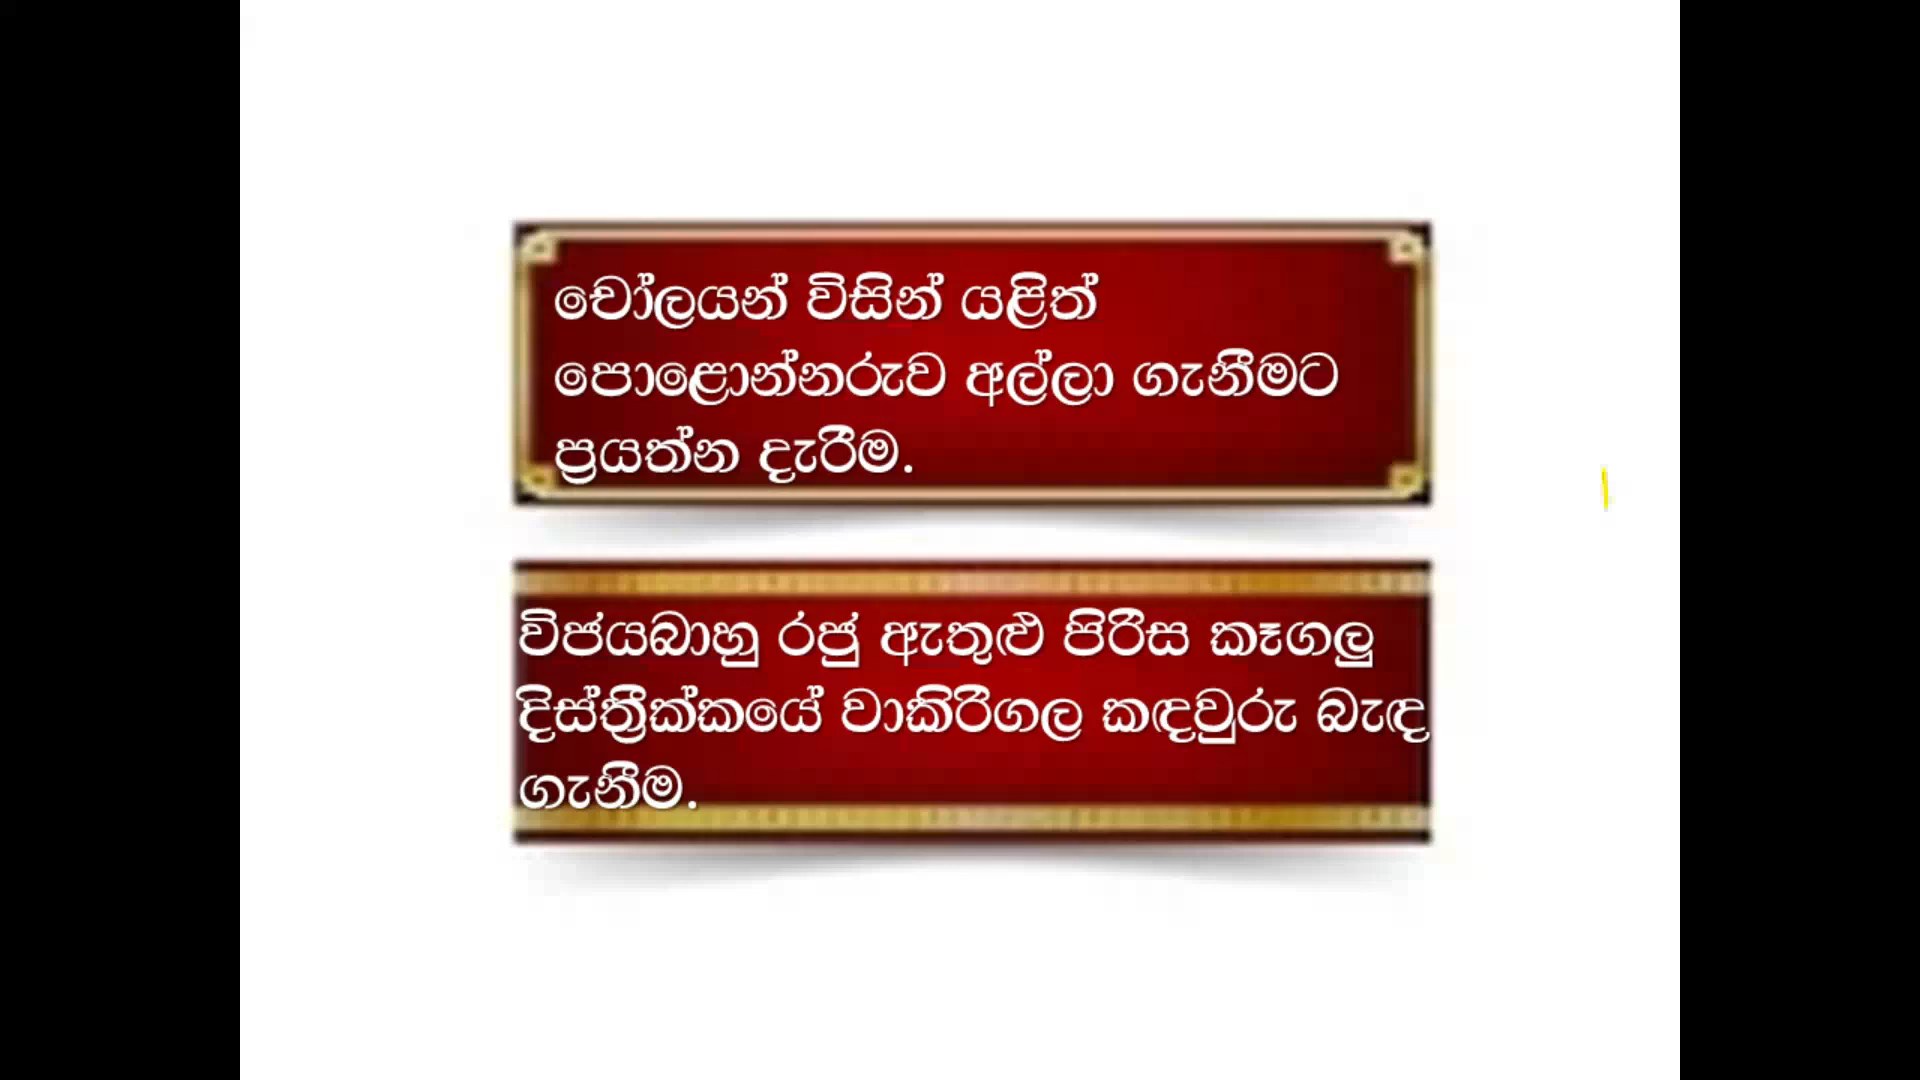 චෝලයන් විසින් යළිත්
පොළොන්නරුව අල්ලා ගැනීමට
ප්‍රයත්න දැරීම.
විජයබාහු රජු ඇතුළු පිරිස කෑගලු
දිස්ත්‍රීක්කයේ වාකිරිගල කඳවුරු බැඳ
ගැනීම.